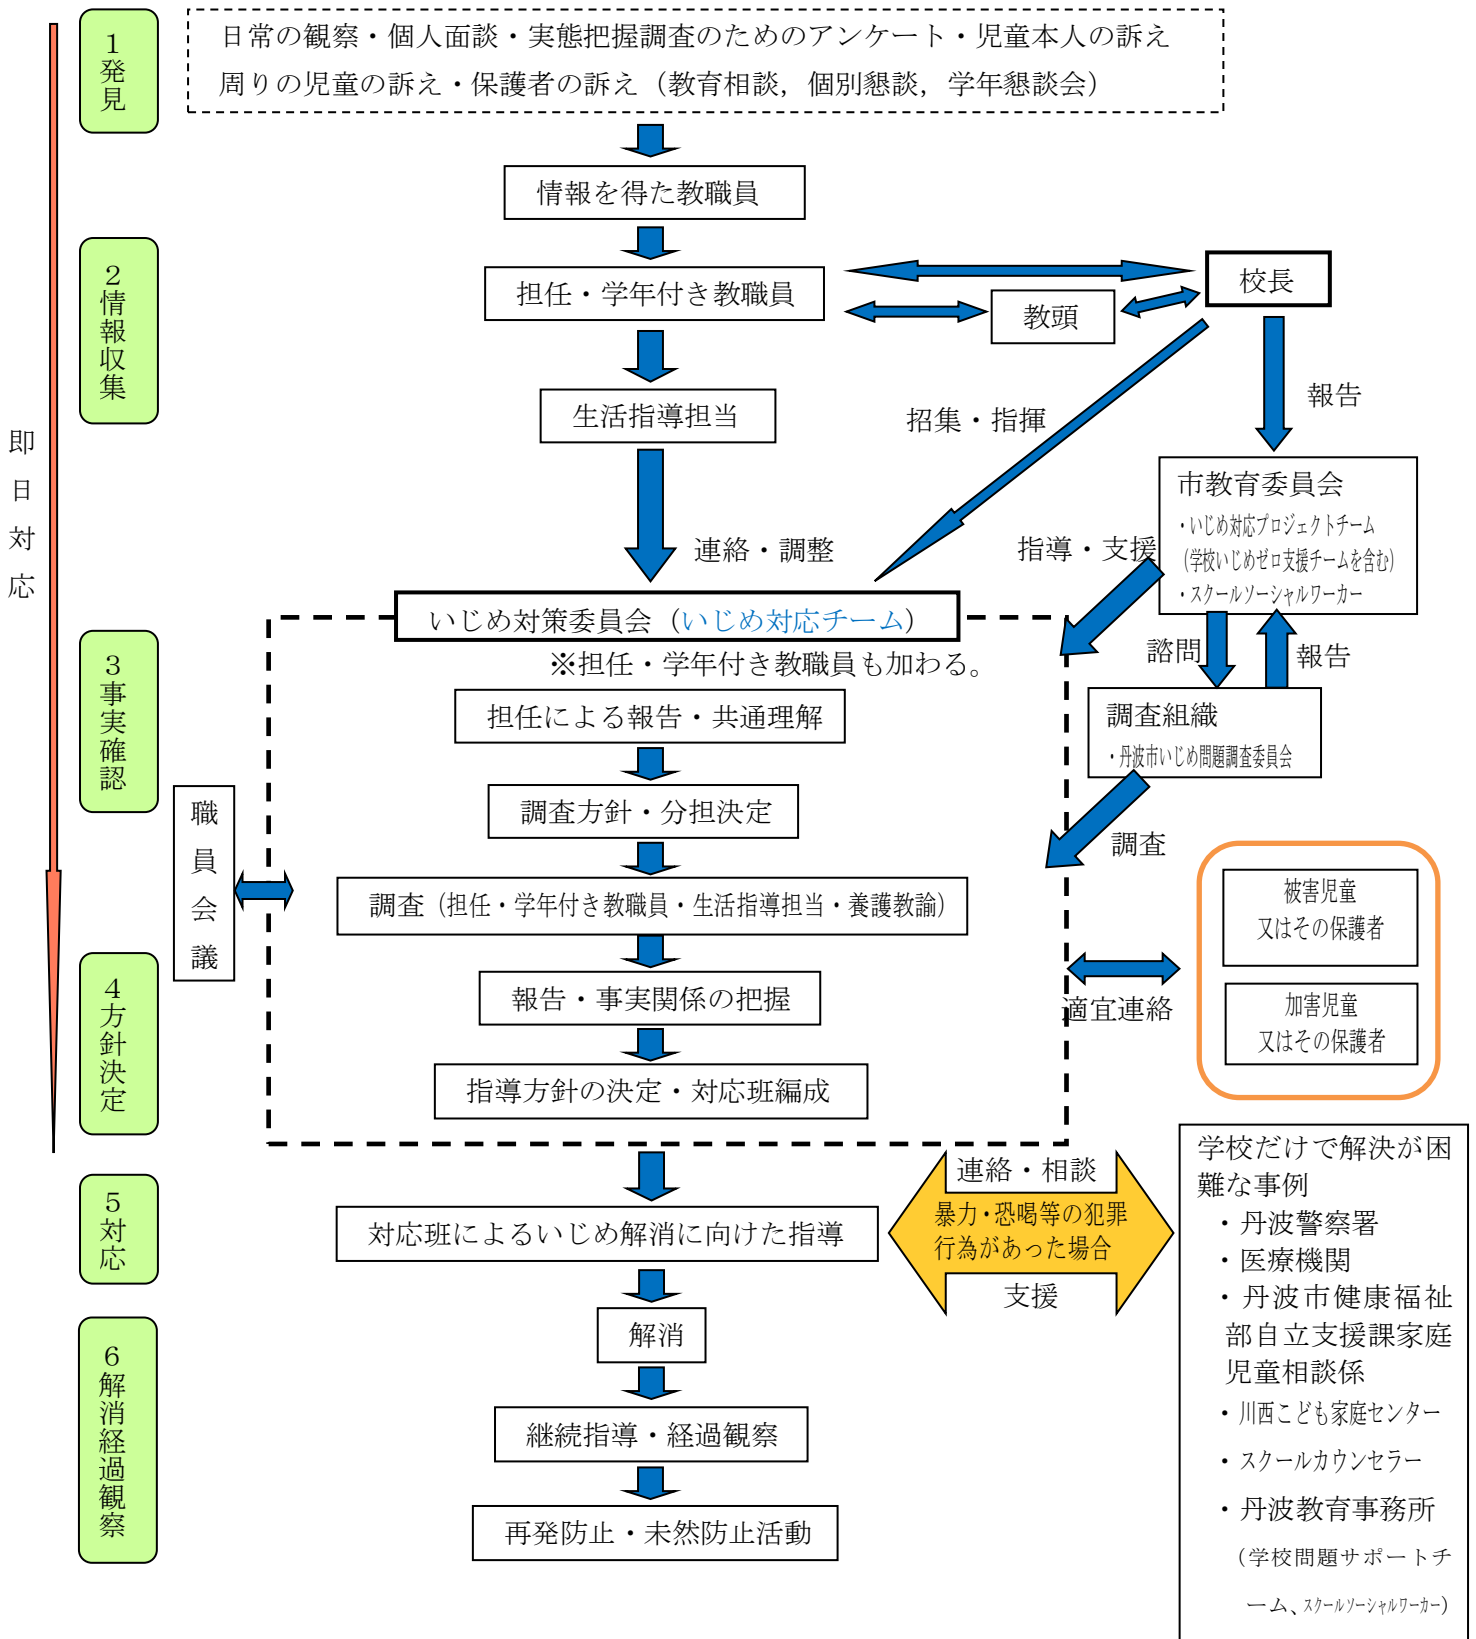 1発見
日常の観察・個人面談・実態把握調査のためのアンケート・児童本人の訴え
周りの児童の訴え・保護者の訴え（教育相談，個別懇談，学年懇談会）
即日対応
情報を得た教職員
2情報収集
担任・学年付き教職員
校長
教頭
生活指導担当
招集・指揮
報告
連絡・調整
市教育委員会
・いじめ対応プロジェクトチーム
（学校いじめゼロ支援チームを含む）
・スクールソーシャルワーカー
指導・支援
いじめ対策委員会（いじめ対応チーム）
※担任・学年付き教職員も加わる。
諮問
報告
3事実確認
担任による報告・共通理解
調査組織
・丹波市いじめ問題調査委員会
調査方針・分担決定
調査
職員会議
調査（担任・学年付き教職員・生活指導担当・養護教諭）
被害児童
又はその保護者
4方針決定
報告・事実関係の把握
適宜連絡
加害児童
又はその保護者
指導方針の決定・対応班編成
5対応
対応班によるいじめ解消に向けた指導
連絡・相談
暴力・恐喝等の犯罪
行為があった場合
支援
学校だけで解決が困
難な事例
・丹波警察署
・医療機関
・丹波市健康福祉
部自立支援課家庭
児童相談係
・川西こども家庭センター
・スクールカウンセラー
・丹波教育事務所
（学校問題サポートチ
ーム、スクールソーシャルワーカー）
6解消経過観察
解消
継続指導・経過観察
再発防止・未然防止活動